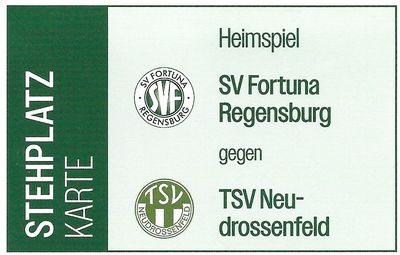 STEHPLATZ
KARTE
Heimspiel
SV FORTUNA
SVF
• REGENSBURG •
SV Fortuna
Regensburg
gegen
TSV
NEUDROSSENFELD
TSV Neu-
drossenfeld